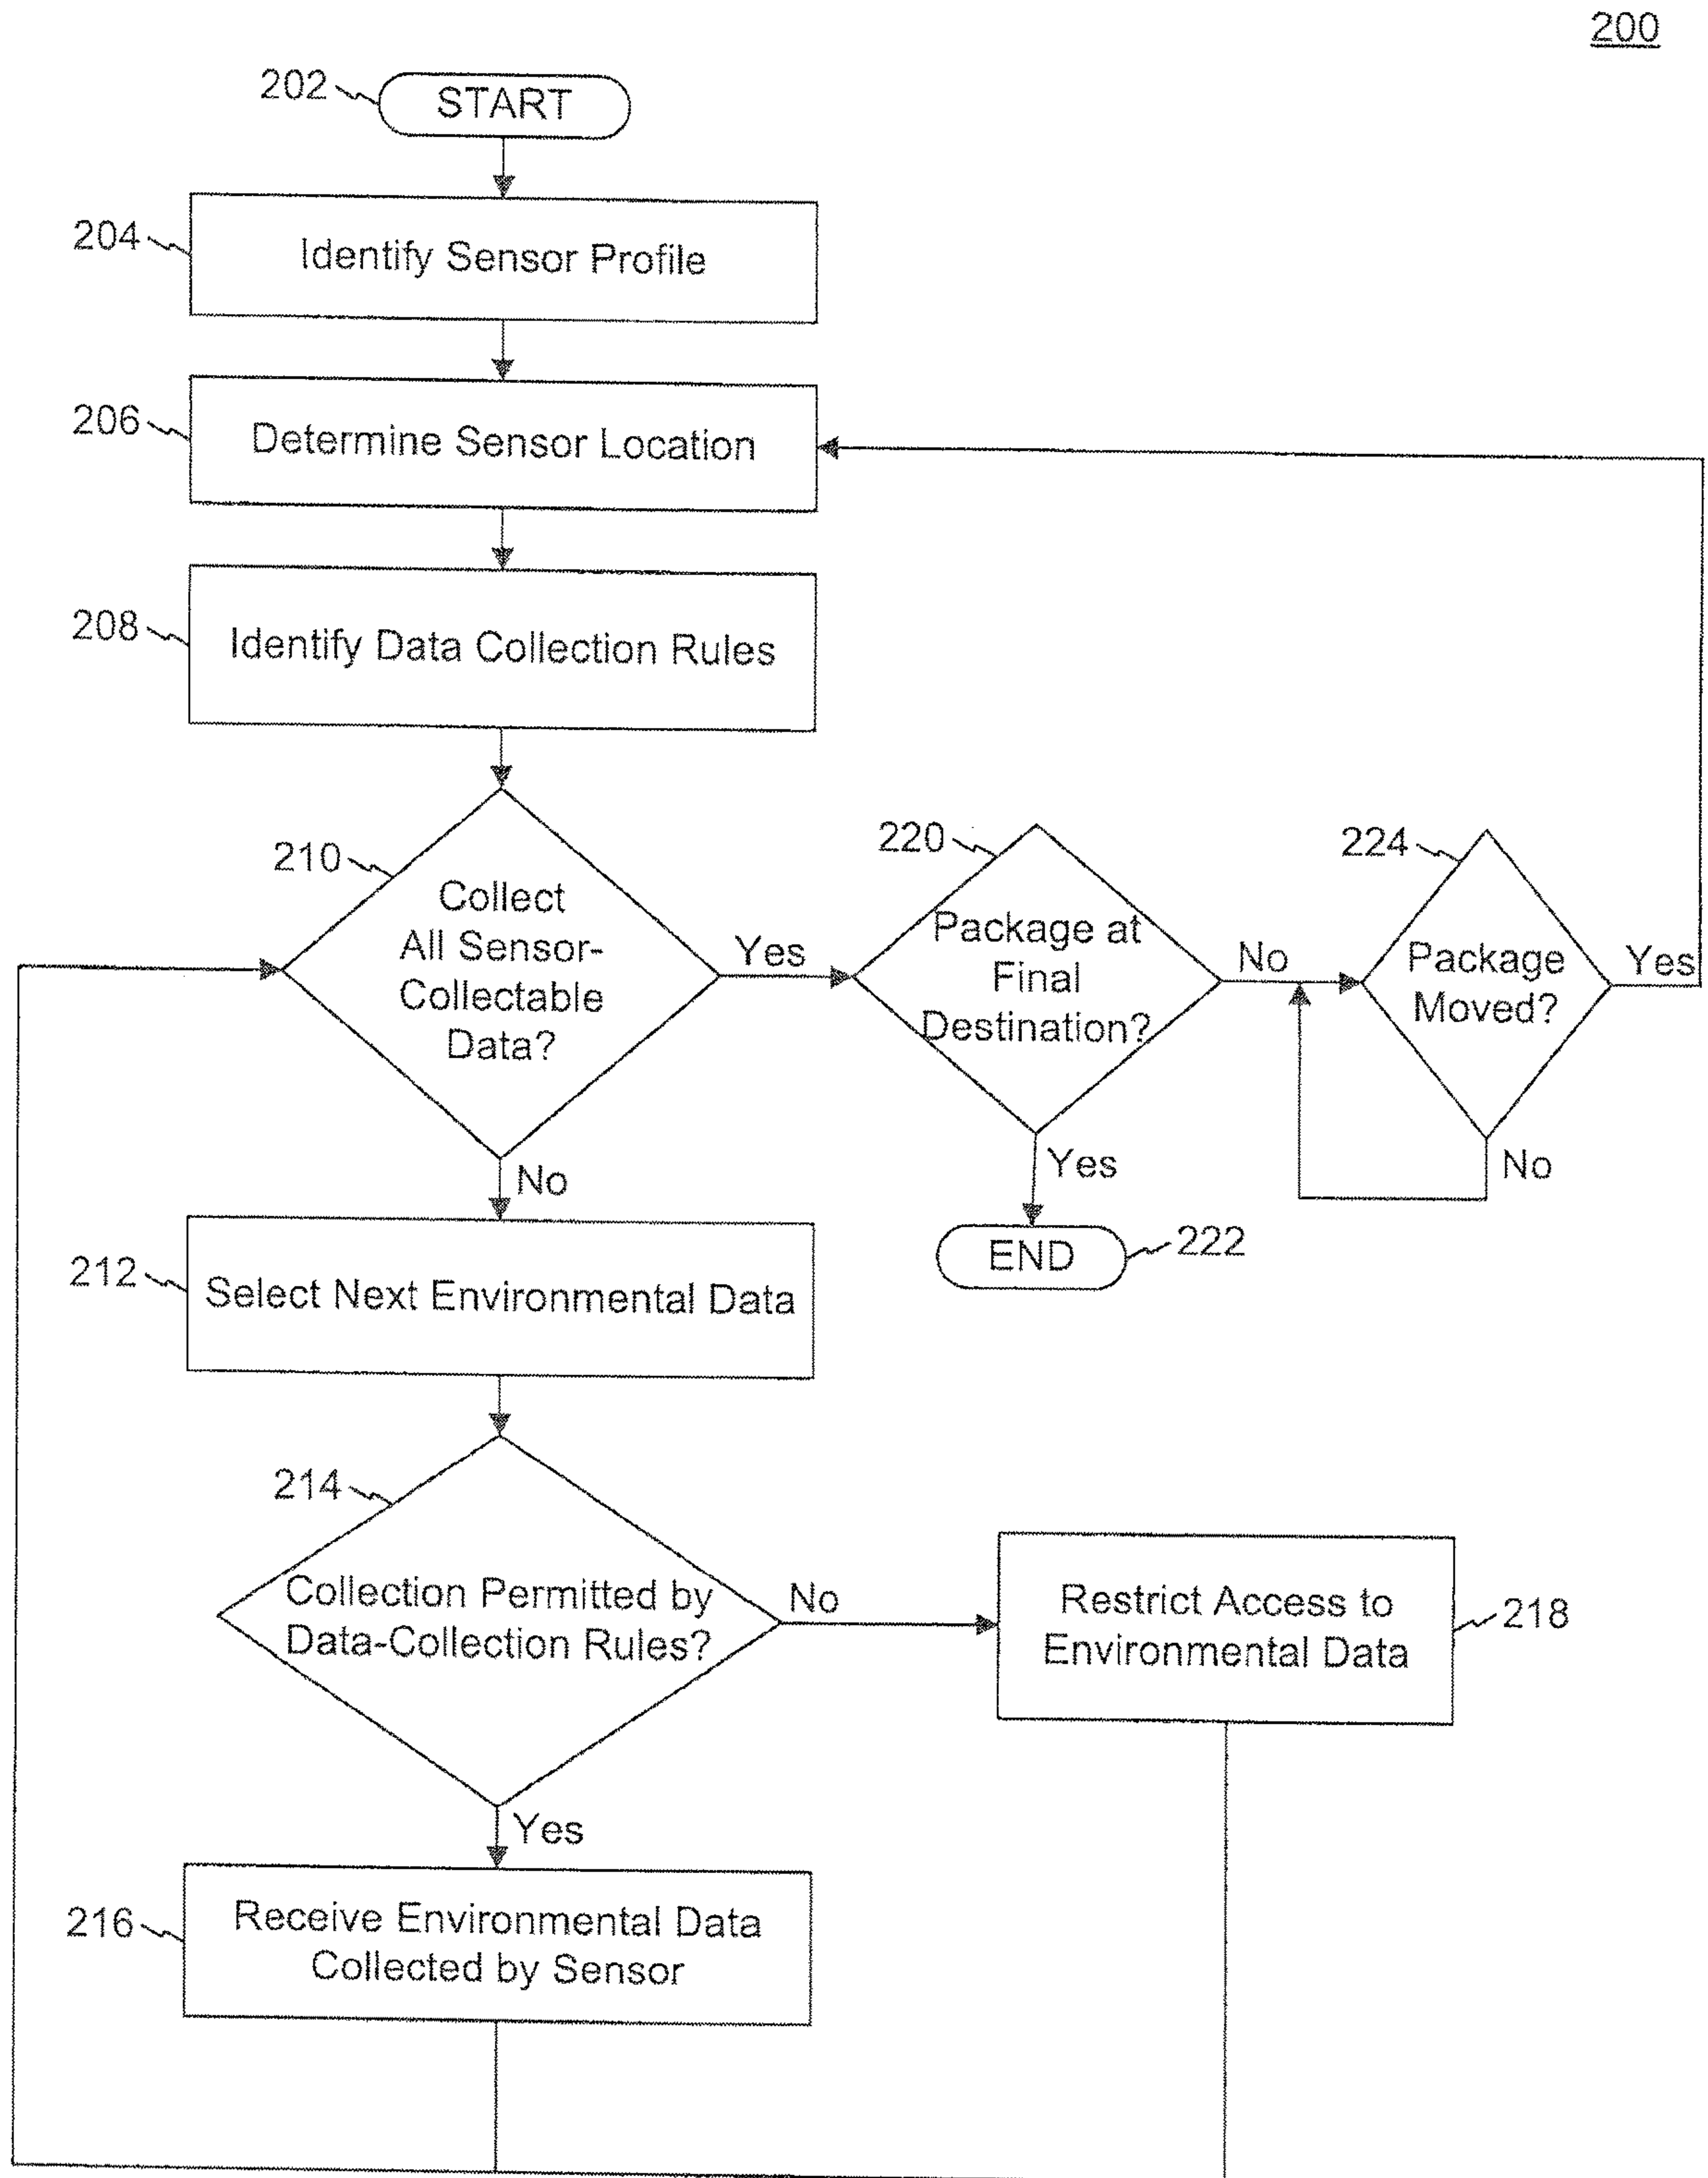 200
202
START
204
Identify Sensor Profile
206
Determine Sensor Location
208
Identify Data Collection Rules
210
Collect
All Sensor-
Collectable
Data?
Yes
No
220
Package at
Final
Destination?
No
Yes
224
Package
Moved?
Yes
No
END
222
212
Select Next Environmental Data
214
Collection Permitted by
Data-Collection Rules?
No
Yes
Restrict Access to
Environmental Data
218
216
Receive Environmental Data
Collected by Sensor